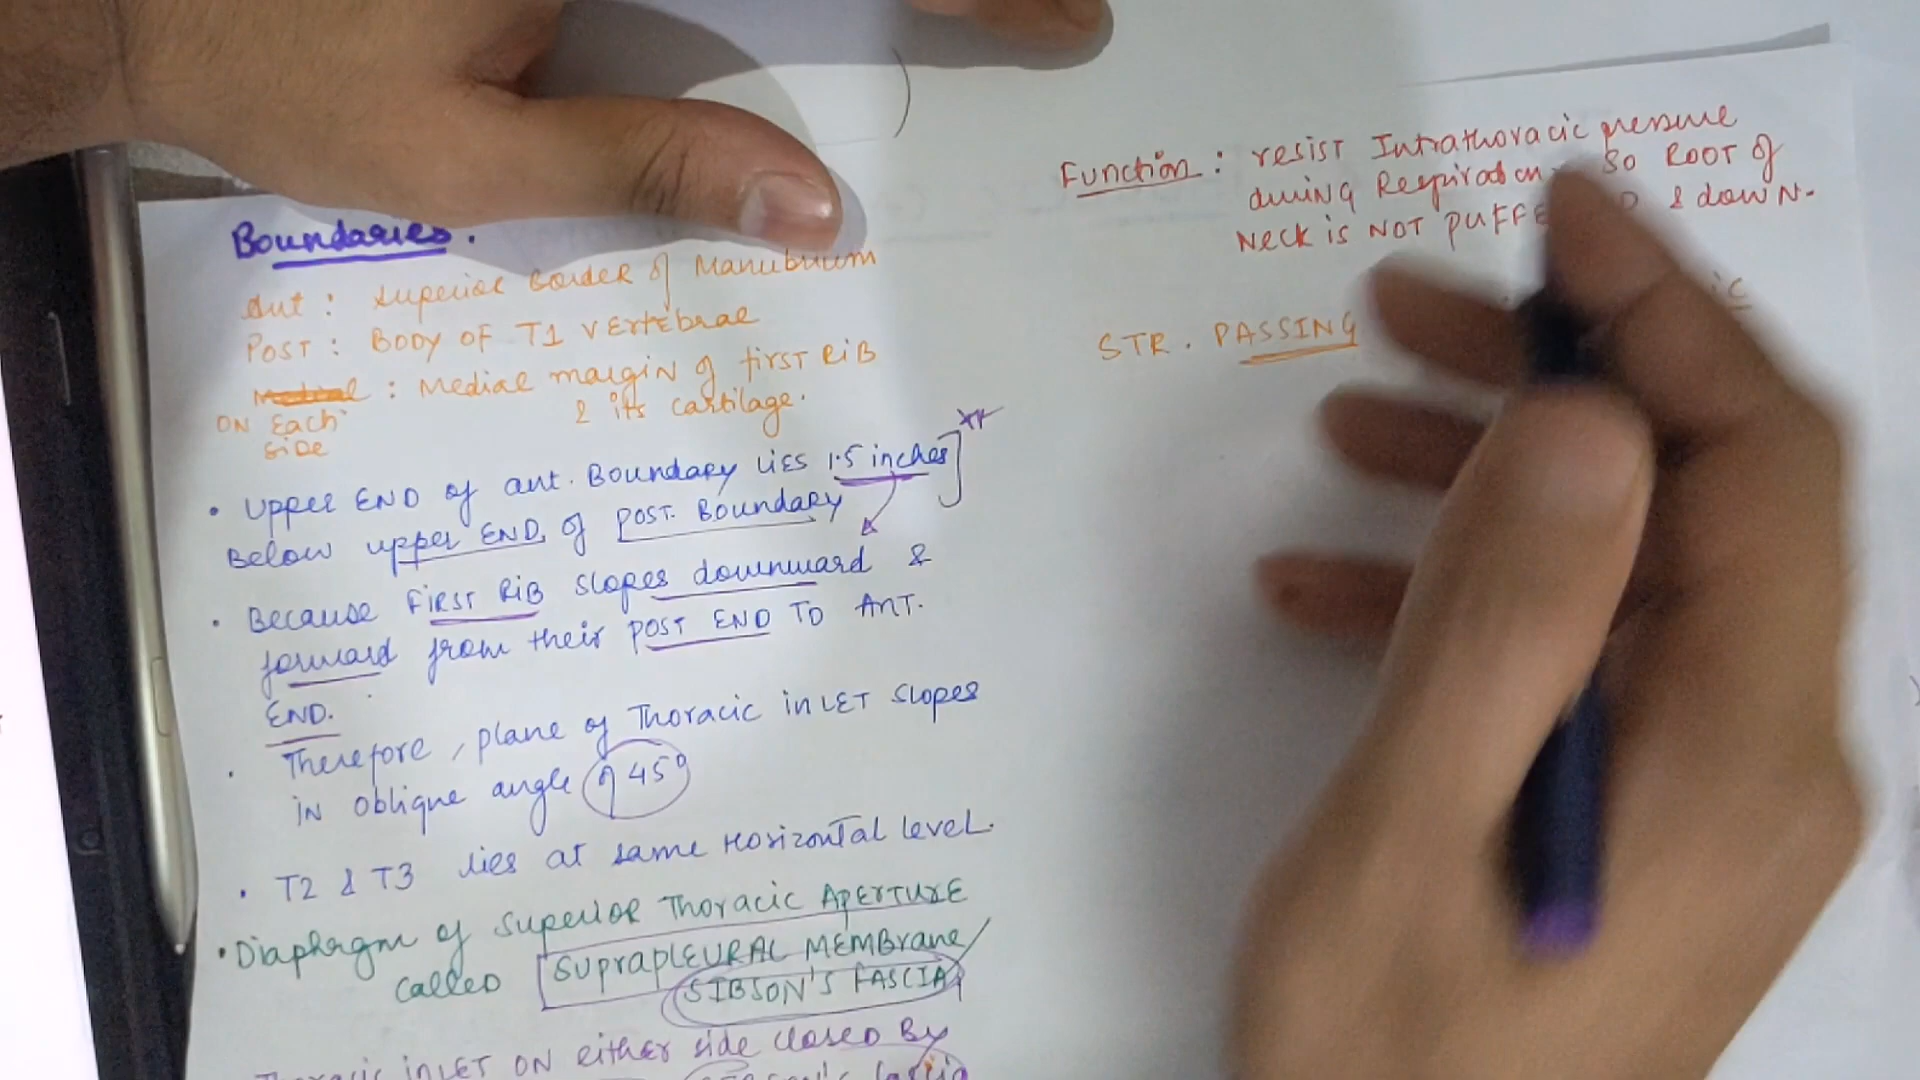 Boundaries.
Ant : superior Border of Manubrium
POST : BODY OF T1 VERTEBRAE
: Medial margin of first RIB
ON Each & its cartilage.
SIDE
• Upper END of ant. Boundary lies 1.5 inches] **
Below upper END of POST. Boundary
• Because FIRST RIB slopes downward &
forward from their POST END TO ANT.
END.
• Therefore, plane of Thoracic inLET slopes
in oblique angle of 45°
• T2 & T3 lies at same Horizontal level.
• Diaphragm of superior Thoracic APERTURE
called SuprapLEURAL MEMBrane/
SIBSON'S FASCIA
inLET ON either side closed By
Function : resist Intrathoracic pressure
during Respiration so ROOT of
Neck is NOT & down.
STR. PASSING